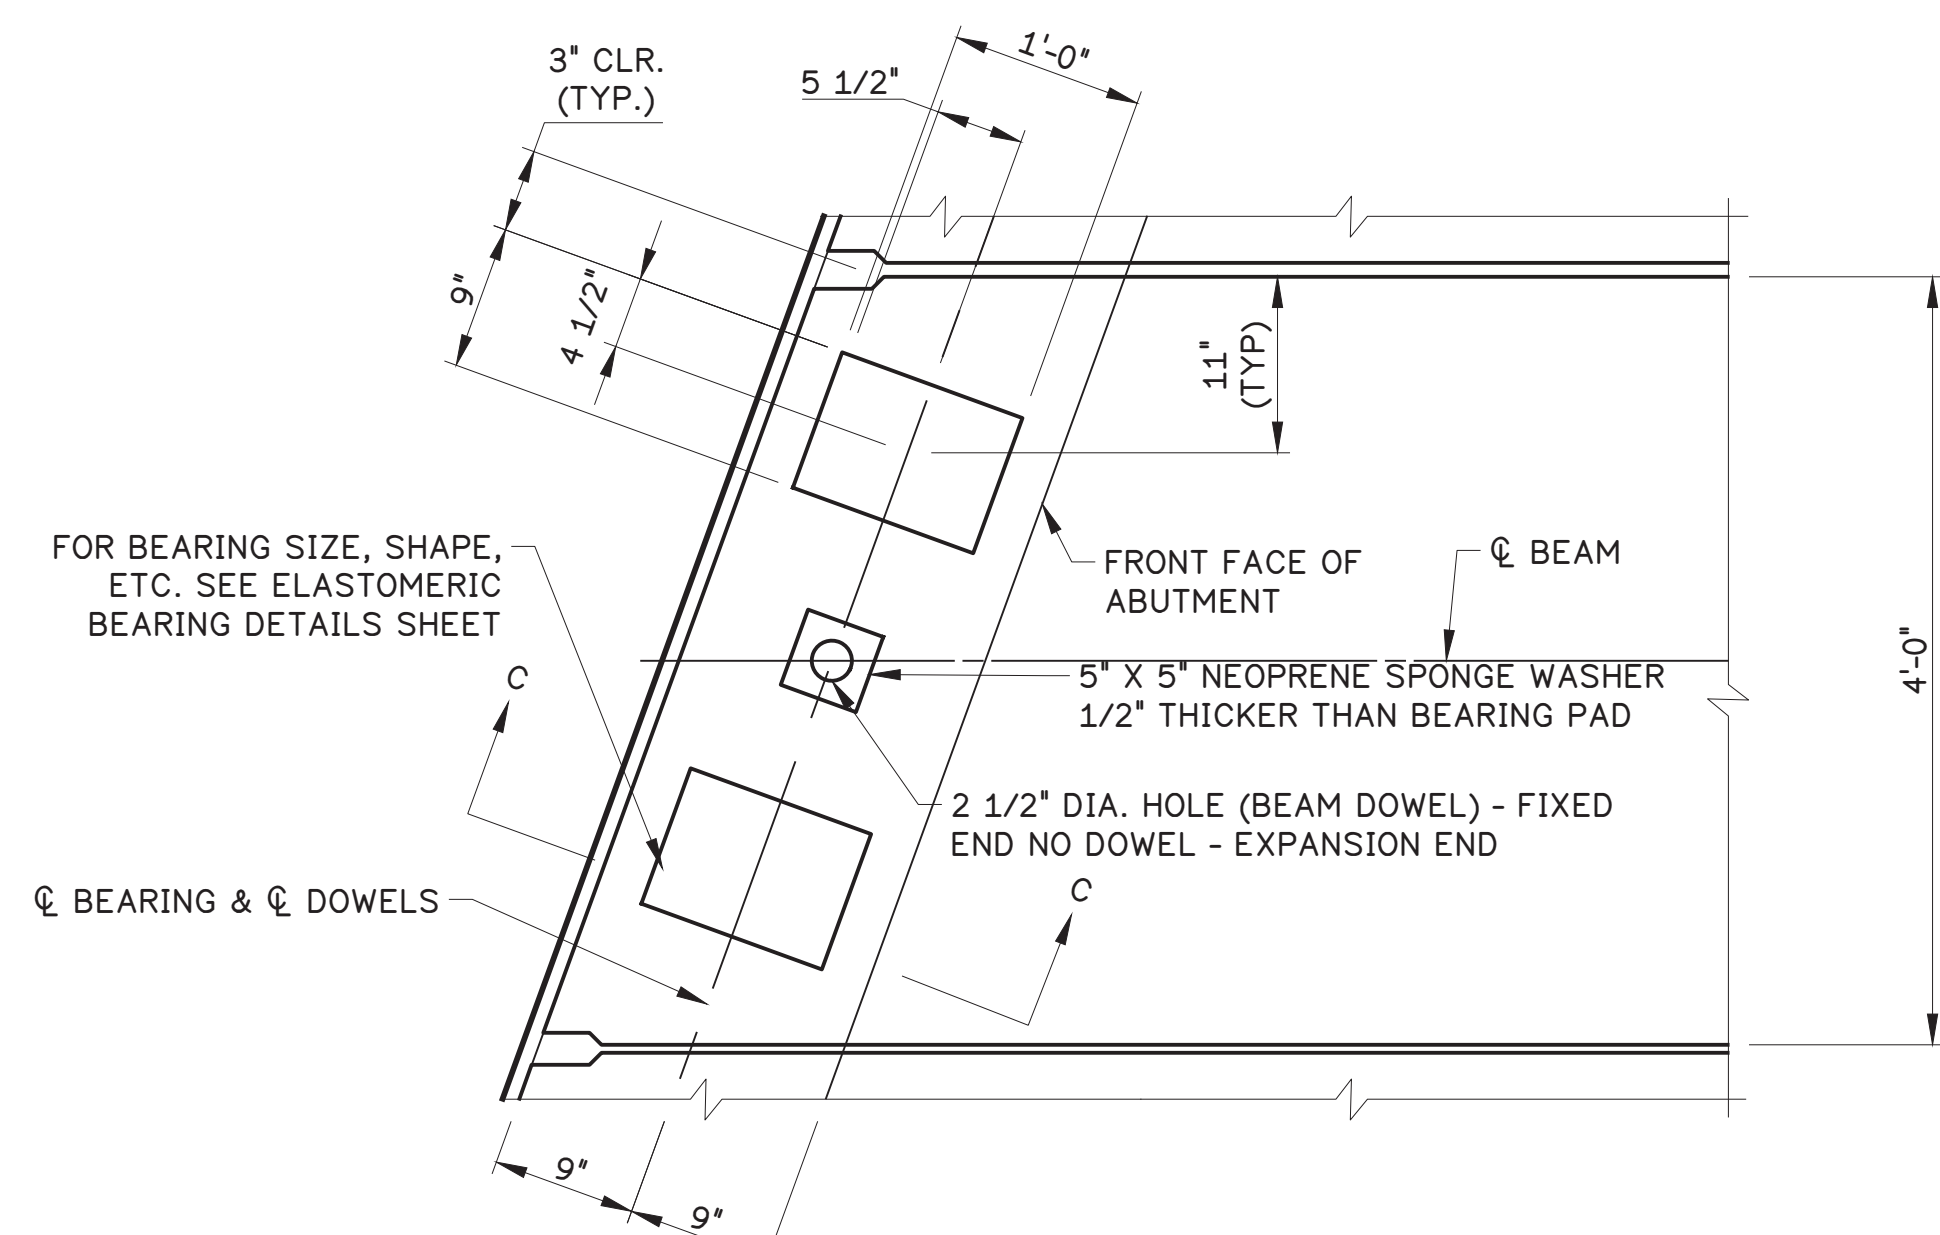 3" CLR.
(TYP.)
5 1/2"
1'-0"
9"
4 1/2"
11"
(TYP)
FOR BEARING SIZE, SHAPE,
ETC. SEE ELASTOMERIC
BEARING DETAILS SHEET
FRONT FACE OF
ABUTMENT
℄ BEAM
4'-0"
C
5" X 5" NEOPRENE SPONGE WASHER
1/2" THICKER THAN BEARING PAD
2 1/2" DIA. HOLE (BEAM DOWEL) - FIXED
END NO DOWEL - EXPANSION END
℄ BEARING & ℄ DOWELS
C
9"
9"